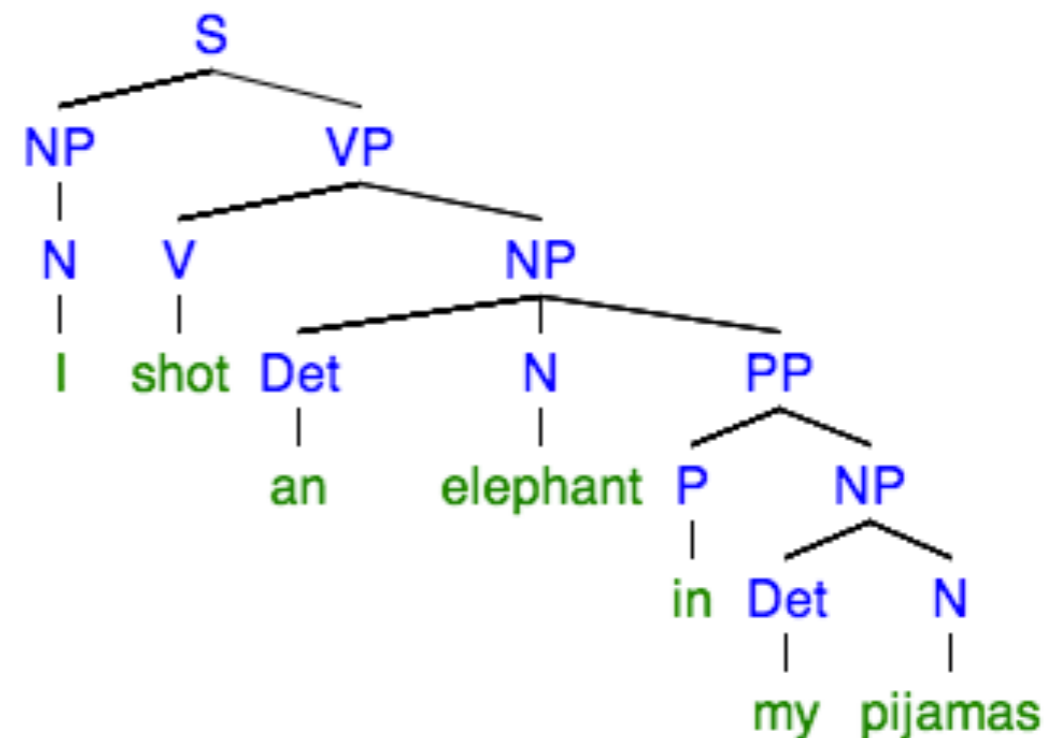 S
NP VP
N V NP
I shot Det N PP
an elephant P NP
in Det N
my pijamas